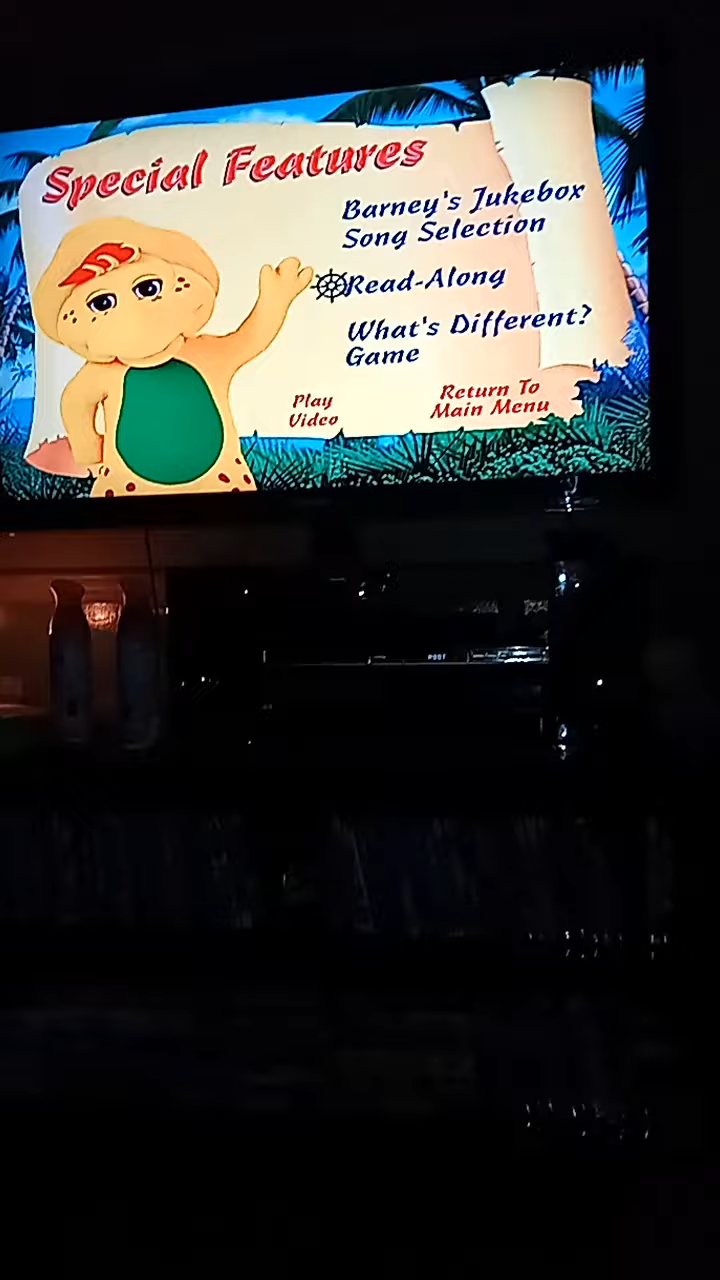 Special Features
Barney's Jukebox
Song Selection
Read-Along
What's Different?
Game
Play
Video
Return To
Main Menu